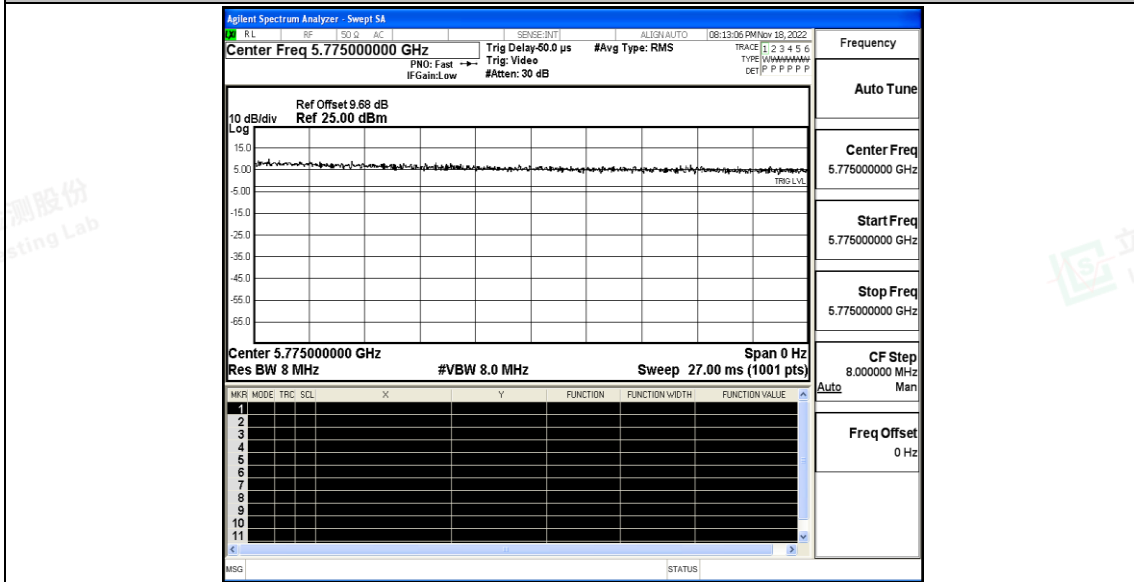 Agilent Spectrum Analyzer - Swept SA
LXI RL RF 50 Ω AC SENSE:INT ALIGN AUTO 08:13:06 PM Nov 18, 2022
Center Freq 5.775000000 GHz
PNO: Fast
IFGain:Low
Trig Delay-50.0 µs
Trig: Video
#Atten: 30 dB
#Avg Type: RMS
TRACE 1 2 3 4 5 6
TYPE
DET P P P P P P
Ref Offset 9.68 dB
10 dB/div Ref 25.00 dBm
Log
15.0
5.00
-5.00
-15.0
-25.0
-35.0
-45.0
-55.0
-65.0
TRIG LVL
Center 5.775000000 GHz Span 0 Hz
Res BW 8 MHz #VBW 8.0 MHz Sweep 27.00 ms (1001 pts)
MKR MODE TRC SCL X Y FUNCTION FUNCTION WIDTH FUNCTION VALUE
1
2
3
4
5
6
7
8
9
10
11
MSG STATUS
Frequency
Auto Tune
Center Freq
5.775000000 GHz
Start Freq
5.775000000 GHz
Stop Freq
5.775000000 GHz
CF Step
8.000000 MHz
Auto Man
Freq Offset
0 Hz
测股份
sting Lab
立